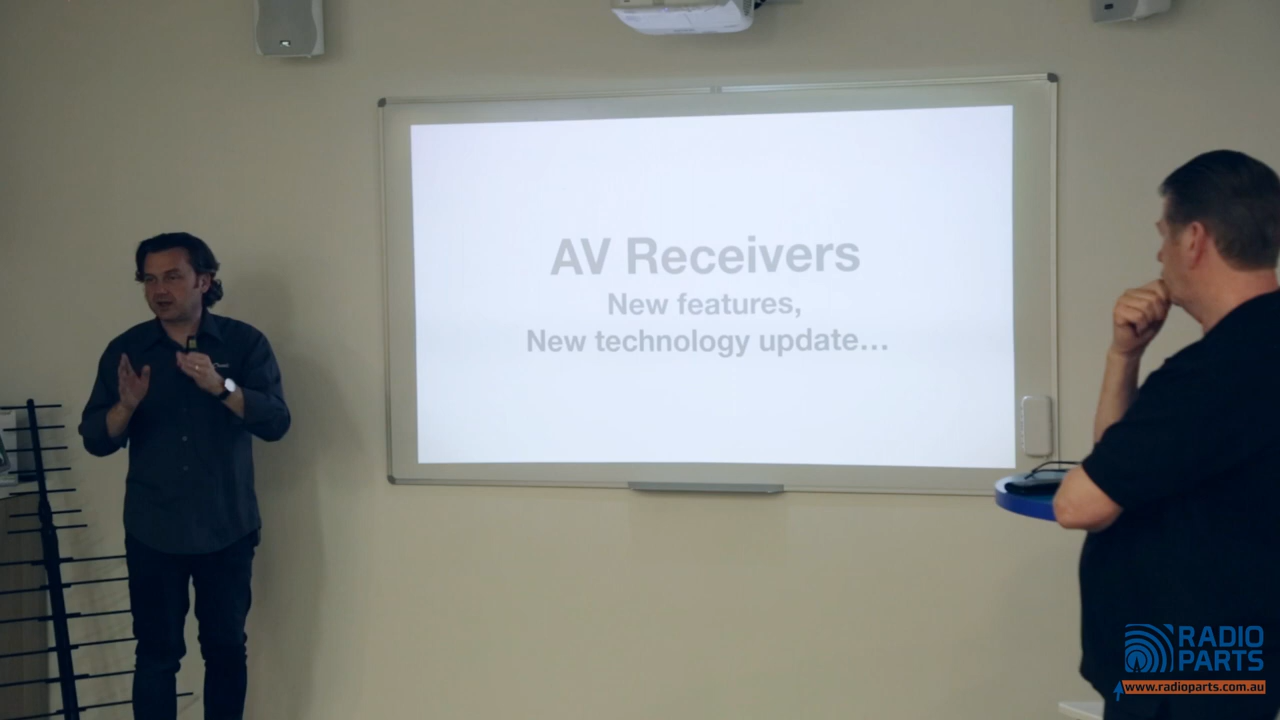 AV Receivers
New features,
New technology update...
RADIO
PARTS
www.radioparts.com.au